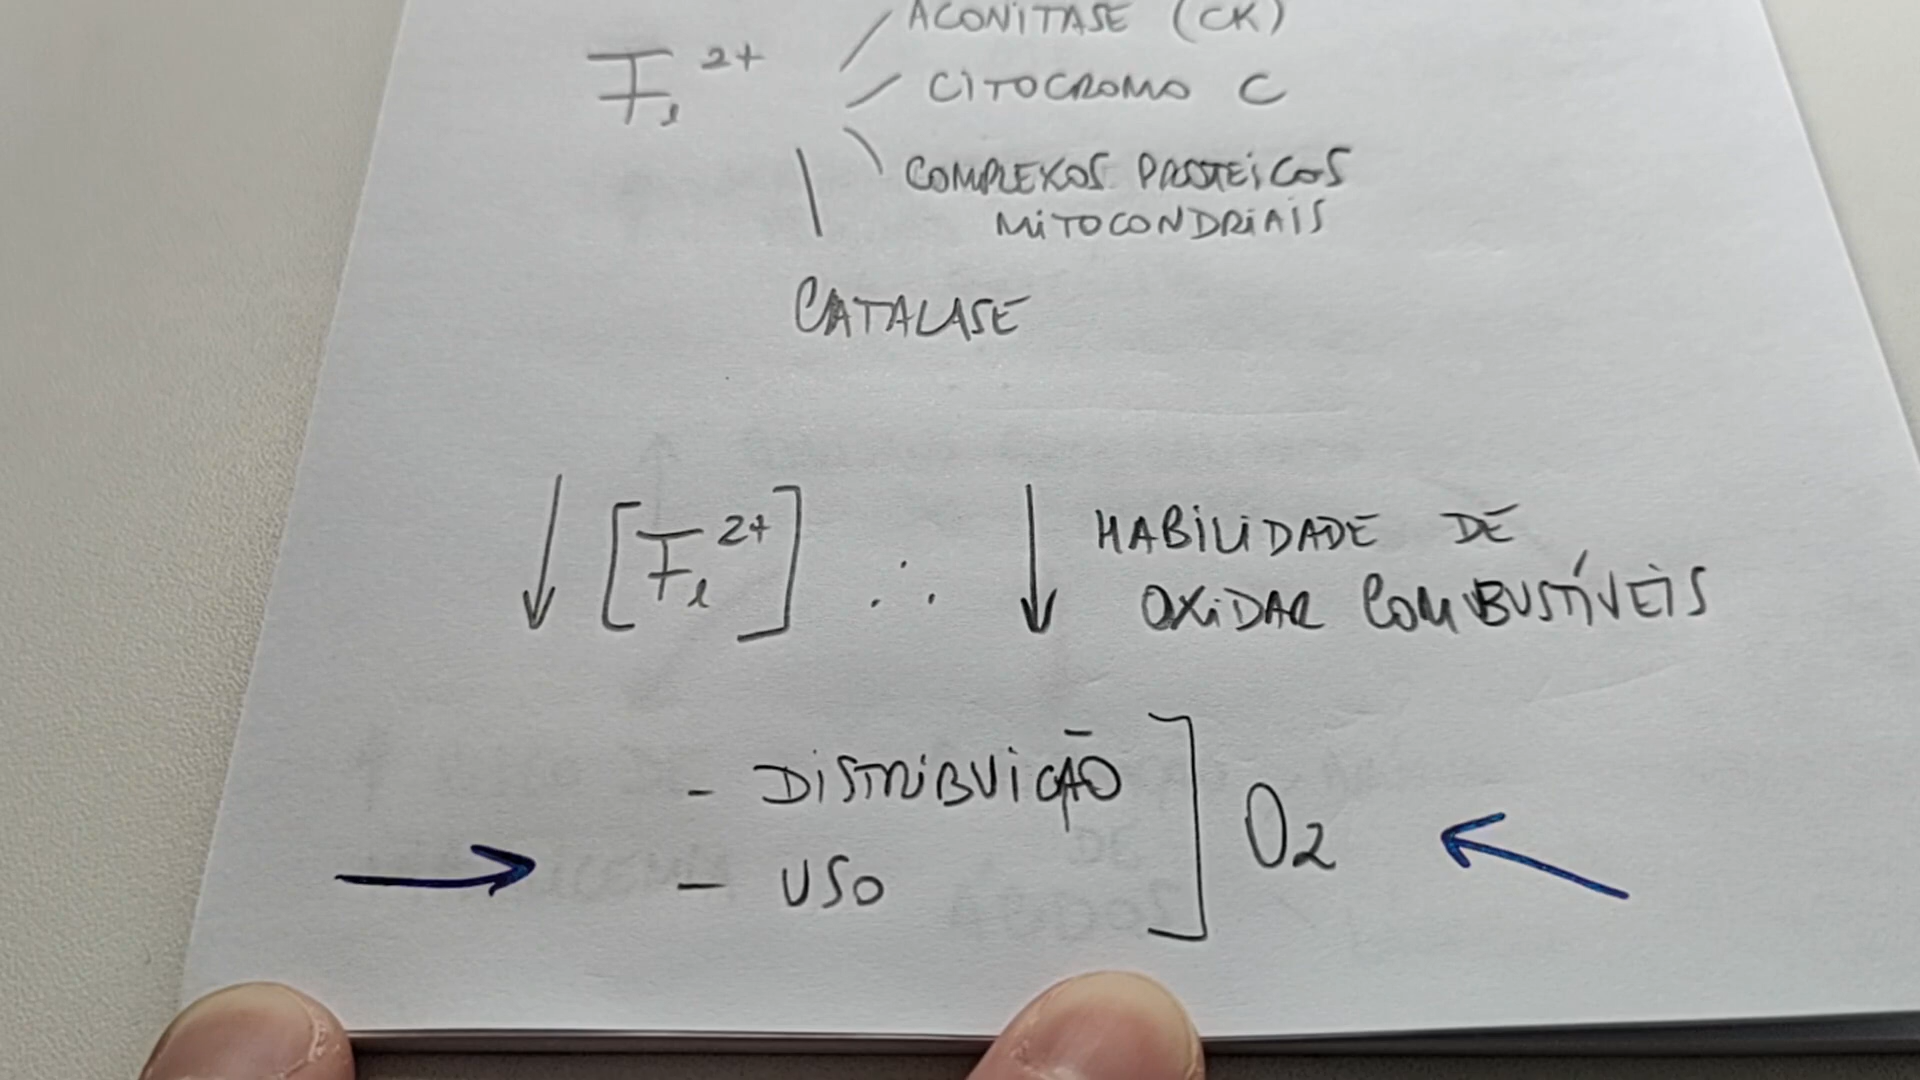 ACONITASE (CK)
Fe 2+
CITOCROMO C
COMPLEXOS PROTEICOS
MITOCONDRIAIS
CATALASE
↓ [Fe 2+] ∴ ↓ HABILIDADE DE
OXIDAR COMBUSTÍVEIS
- DISTRIBUIÇÃO
- USO
] O2